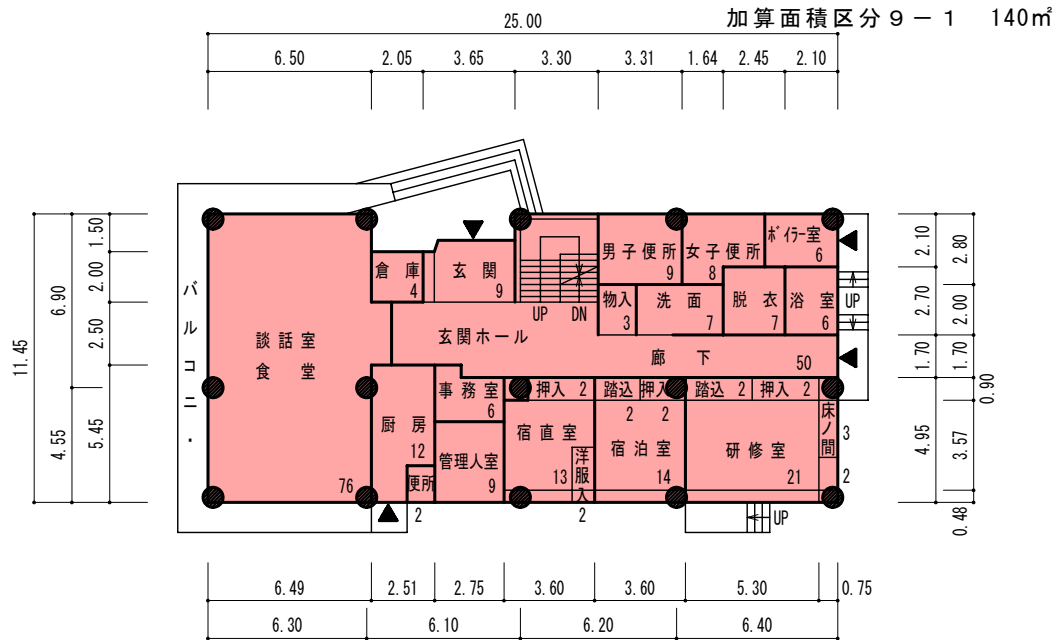 加算面積区分９－１　140㎡
25.00
6.50 2.05 3.65 3.30 3.31 1.64 2.45 2.10
11.45
6.90
4.55
1.50
2.00
2.50
5.45
バルコニ・
談話室
食堂
76
倉庫
4
玄関
9
UP DN
男子便所
9
女子便所
8
ﾎﾞｲﾗｰ室
6
物入
3
洗面
7
脱衣
7
浴室
6
UP
玄関ホール
廊下
50
厨房
12
便所
2
事務室
6
管理人室
9
押入 2
宿直室
13
洋服入
2
踏込
2
押入
2
宿泊室
14
踏込 2
押入 2
研修室
21
床ノ間
3
2
UP
2.10
2.70
1.70
4.95
2.80
2.00
1.70
0.90
3.57
0.48
6.49 2.51 2.75 3.60 3.60 5.30 0.75
6.30 6.10 6.20 6.40